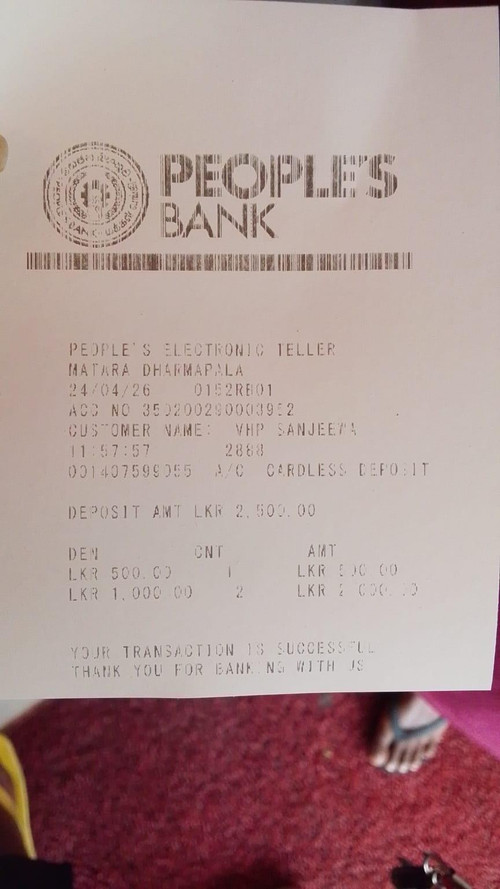 PEOPLE'S
BANK
PEOPLE'S ELECTRONIC TELLER
MATARA DHARMAPALA
24/04/26 0152RB01
ACC NO 350200290003952
CUSTOMER NAME: VHP SANJEEWA
11:57:57 2888
001407599055 A/C CARDLESS DEPOSIT
DEPOSIT AMT LKR 2,500.00
DEN CNT AMT
LKR 500.00 1 LKR 500.00
LKR 1,000.00 2 LKR 2,000.00
YOUR TRANSACTION IS SUCCESSFUL
THANK YOU FOR BANKING WITH US